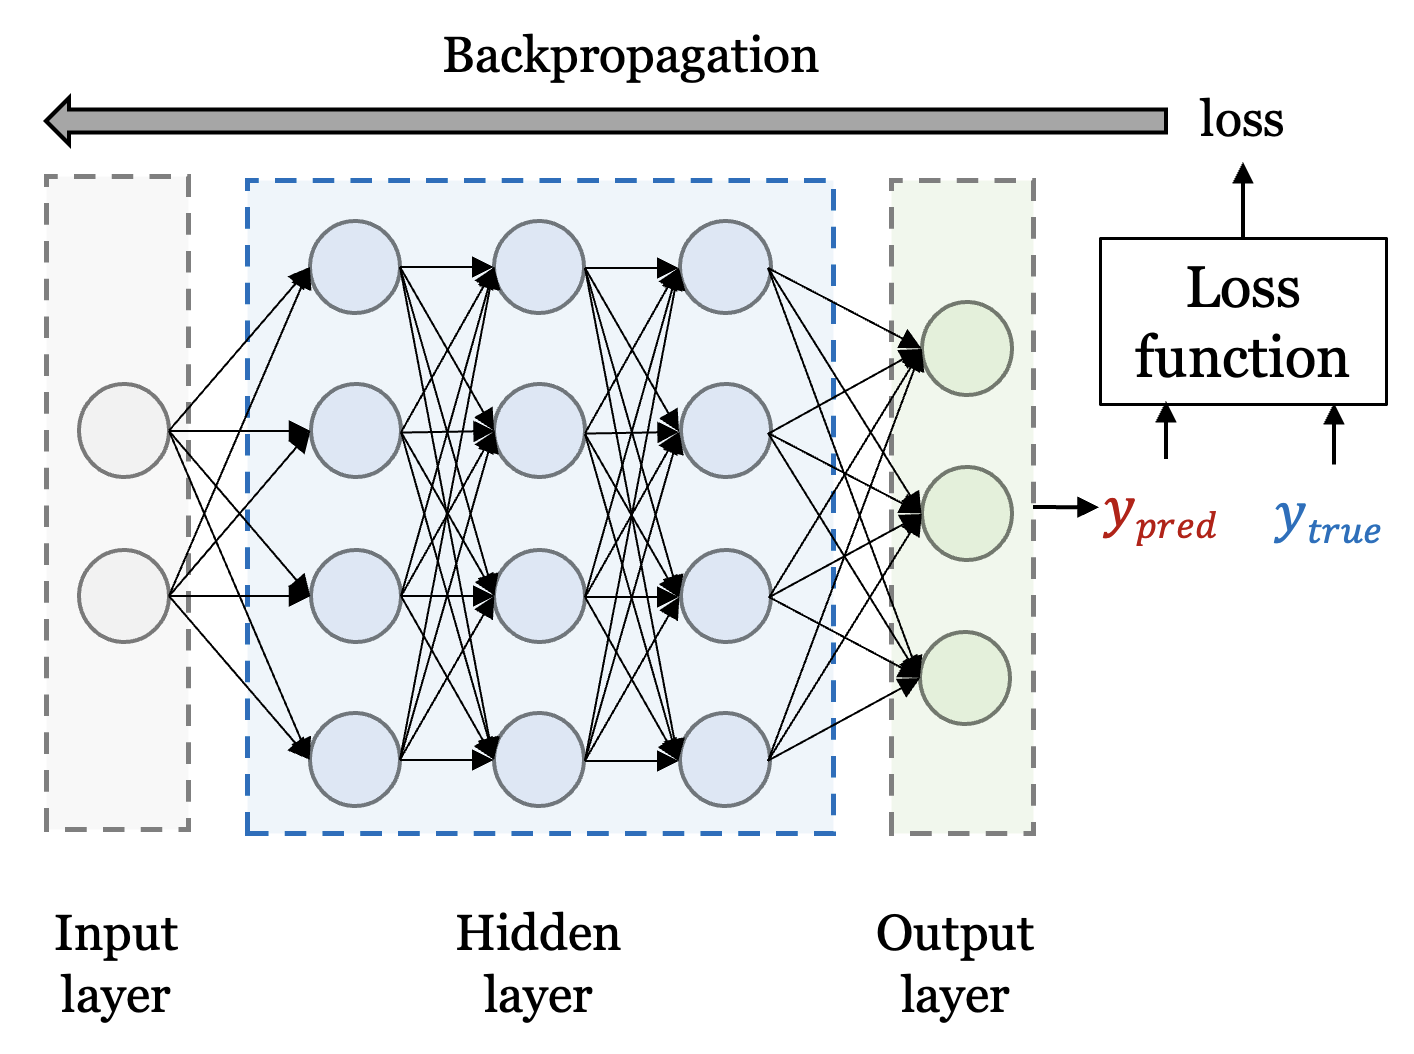 Backpropagation
loss
Loss
function
y_pred
y_true
Input
layer
Hidden
layer
Output
layer